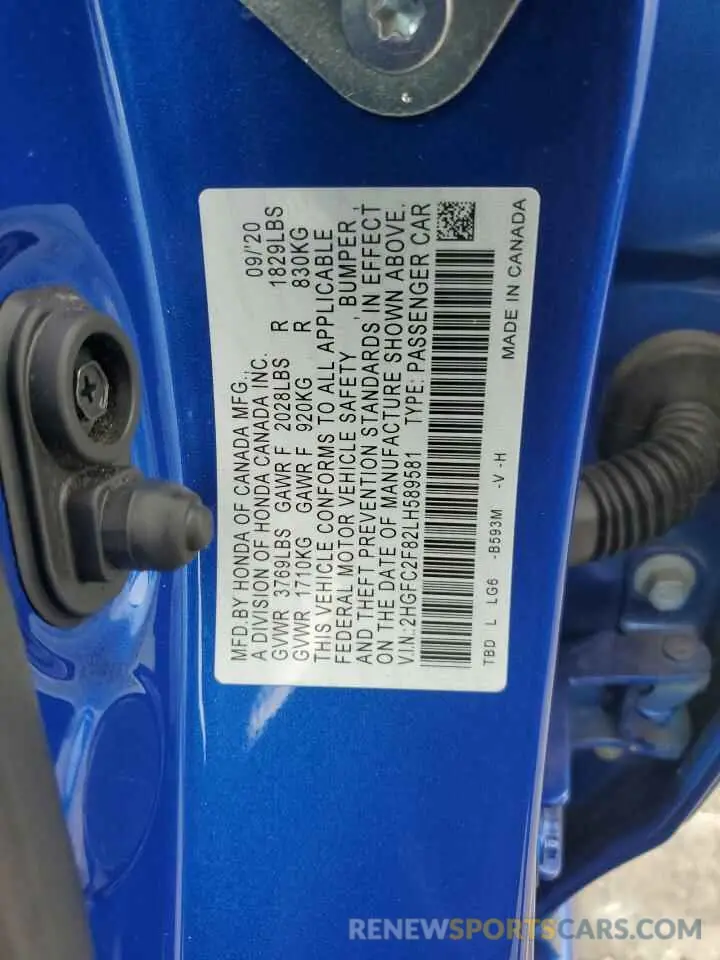 MFD.BY HONDA OF CANADA MFG., 09/'20
A DIVISION OF HONDA CANADA INC.
GVWR 3769LBS GAWR F 2028LBS R 1829LBS
GVWR 1710KG GAWR F 920KG R 830KG
THIS VEHICLE CONFORMS TO ALL APPLICABLE
FEDERAL MOTOR VEHICLE SAFETY, BUMPER,
AND THEFT PREVENTION STANDARDS IN EFFECT
ON THE DATE OF MANUFACTURE SHOWN ABOVE.
V.I.N.:2HGFC2F82LH589581 TYPE: PASSENGER CAR
TBD L LG6 -B593M -V -H
MADE IN CANADA
RENEWSPORTSCARS.COM